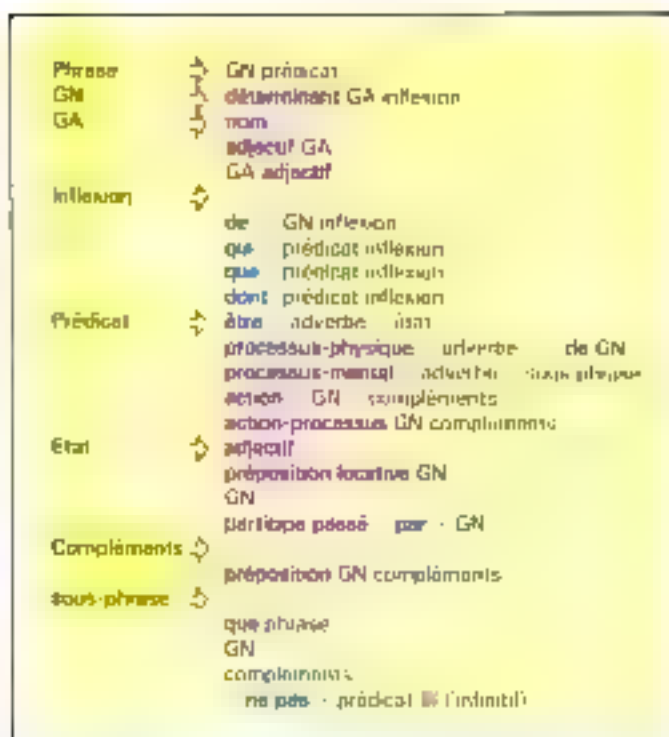 Phrase → GN prédicat
GN → déterminant GA inflexion
GA → nom
adjectif GA
GA adjectif
Inflexion →
de GN inflexion
qui prédicat inflexion
que prédicat inflexion
dont prédicat inflexion
Prédicat → être adverbe état
processus-physique adverbe de GN
processus-mental adverbe sous-phrase
action GN compléments
action-processus GN compléments
Etat → adjectif
préposition locative GN
GN
participe passé par GN
Compléments →
préposition GN compléments
sous-phrase →
que phrase
GN
compléments
ne pas prédicat (infinitif)